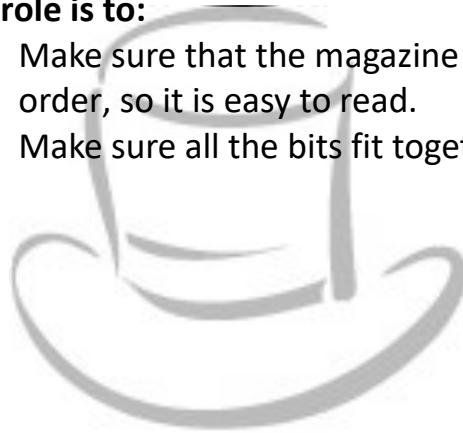 role is to:
Make sure that the magazine
order, so it is easy to read.
Make sure all the bits fit toge